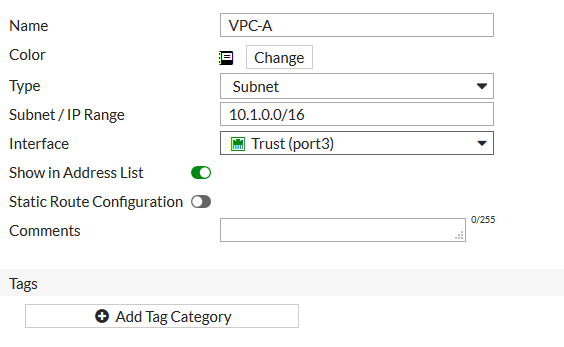 Name VPC-A
Color Change
Type Subnet
Subnet / IP Range 10.1.0.0/16
Interface Trust (port3)
Show in Address List
Static Route Configuration
Comments 0/255
Tags
Add Tag Category